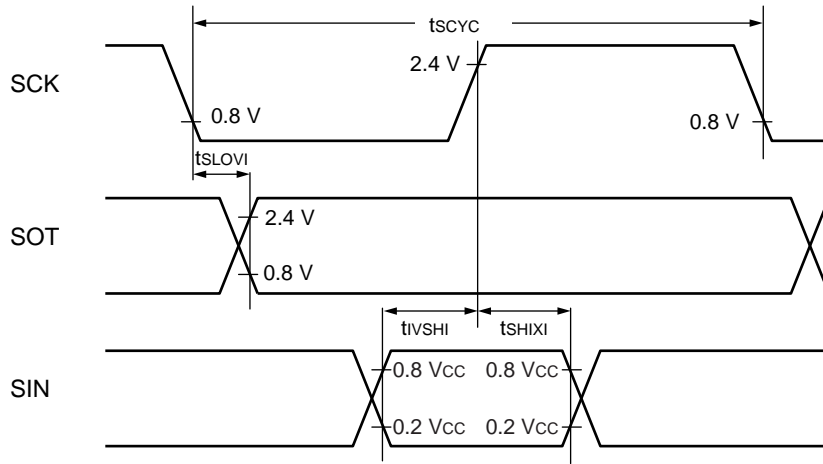 tSCYC
SCK
2.4 V
0.8 V
0.8 V
tSLOVI
SOT
2.4 V
0.8 V
tIVSHI
tSHIXI
SIN
0.8 VCC
0.8 VCC
0.2 VCC
0.2 VCC